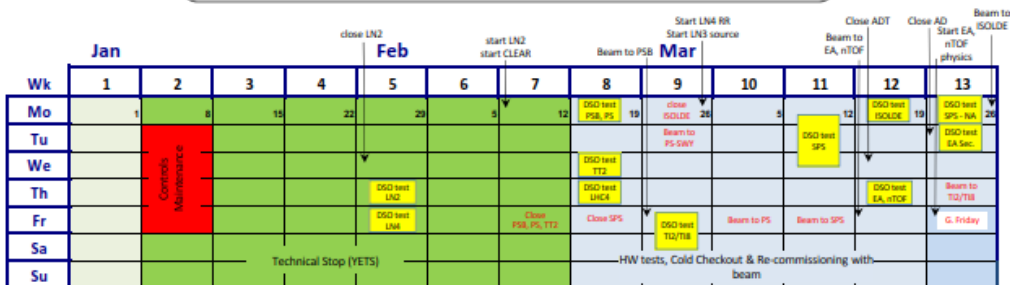 Start LN4 RR
Start LN3 source
Close ADT
Close AD
Beam to
ISOLDE
close LN2
start LN2
start CLEAR
Beam to PSB
Beam to
EA, nTOF
Start EA,
nTOF
physics
Jan
Feb
Mar
Wk 1 2 3 4 5 6 7 8 9 10 11 12 13
Mo 1 8 15 22 29 5 12 19 26 5 12 19 26
DSO test
PSB, PS
close
ISOLDE
DSO test
ISOLDE
DSO test
SPS - NA
Tu
Controls
Maintenance
Beam to
PS-SWY
DSO test
SPS
DSO test
EA Sec.
We
DSO test
TT2
Th
DSO test
LN2
DSO test
LHC4
DSO test
EA, nTOF
Beam to
TI2/TI8
Fr
DSO test
LN4
Close
PSB, PS, TT2
Close SPS
DSO test
TI2/TI8
Beam to PS
Beam to SPS
G. Friday
Sa
Technical Stop (YETS)
HW tests, Cold Checkout & Re-commissioning with
beam
Su